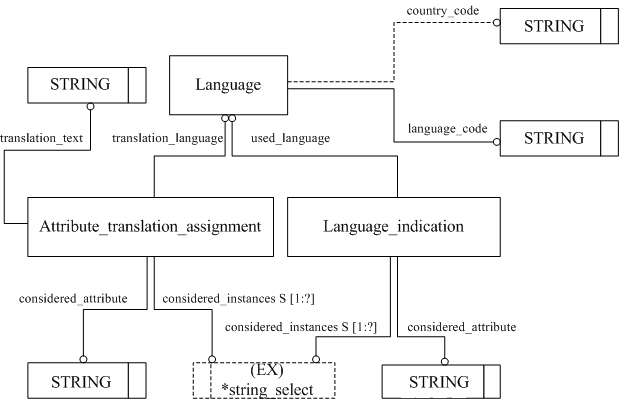 country_code
STRING
STRING
Language
language_code
STRING
translation_text
translation_language
used_language
Attribute_translation_assignment
Language_indication
considered_attribute
considered_instances S [1:?]
considered_instances S [1:?]
considered_attribute
STRING
(EX)
*string_select
STRING